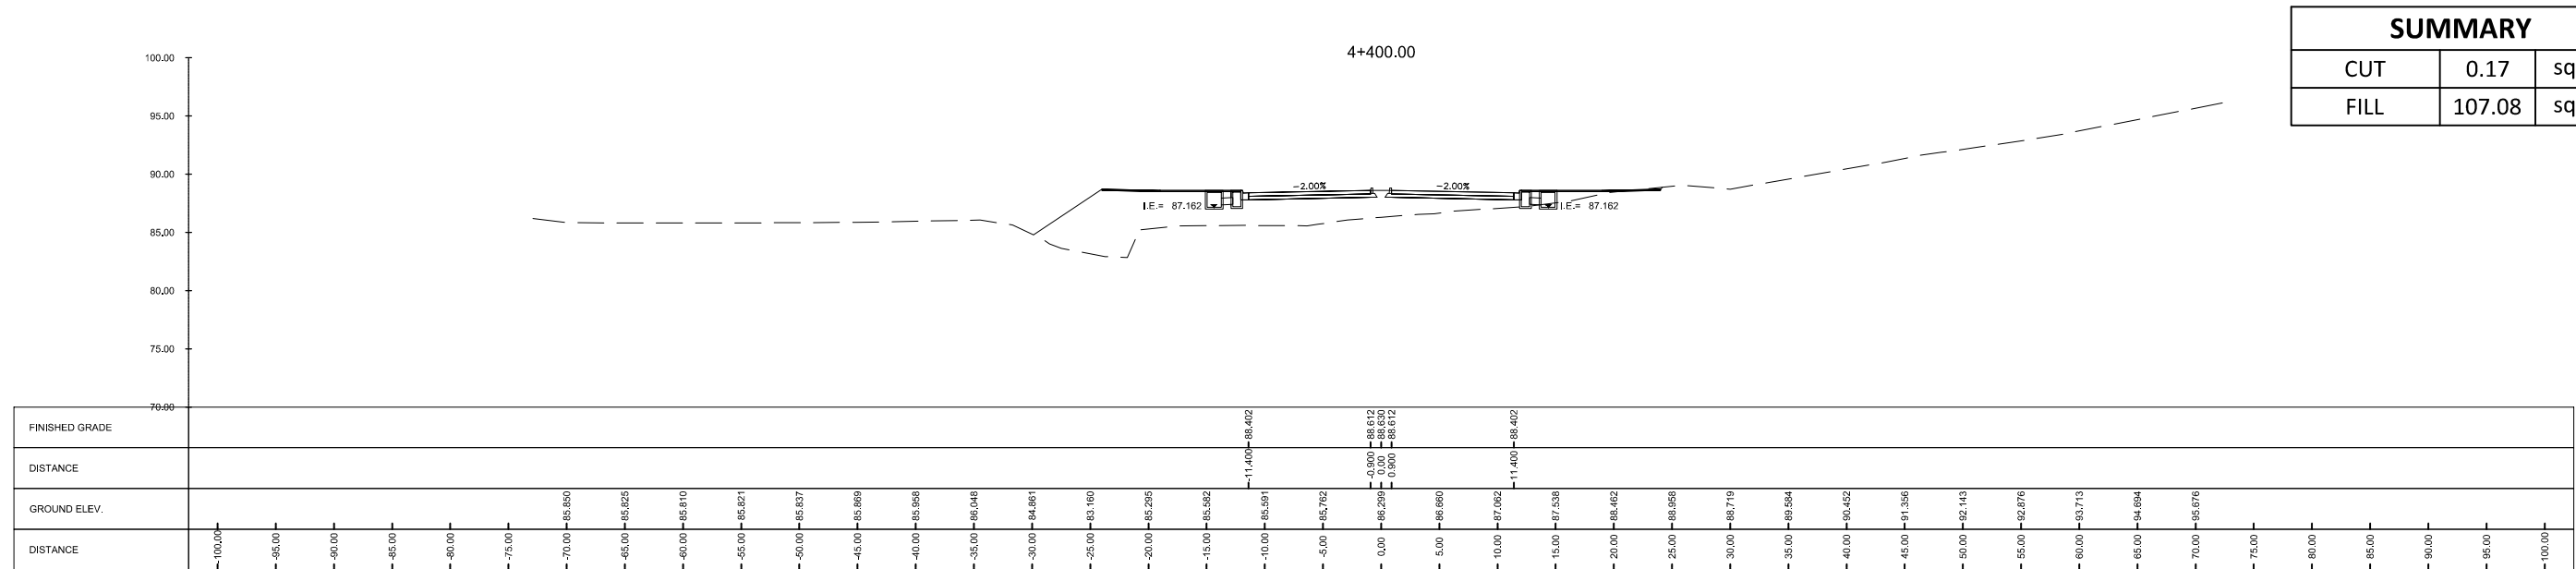 SUMMARY
CUT 0.17 sq
FILL 107.08 sq
4+400.00
100.00
95.00
90.00
85.00
80.00
75.00
70.00
-2.00% -2.00%
I.E.= 87.162 I.E.= 87.162
FINISHED GRADE 88.402 88.612 88.630 88.612 88.402
DISTANCE -11.400 -0.900 0.00 0.900 11.400
GROUND ELEV. 85.850 85.825 85.810 85.821 85.837 85.869 85.958 86.048 84.861 83.160 85.295 85.582 85.591 85.762 86.299 86.660 87.062 87.538 88.462 88.958 88.719 89.584 90.452 91.356 92.143 92.876 93.713 94.694 95.676
DISTANCE -100.00 -95.00 -90.00 -85.00 -80.00 -75.00 -70.00 -65.00 -60.00 -55.00 -50.00 -45.00 -40.00 -35.00 -30.00 -25.00 -20.00 -15.00 -10.00 -5.00 0.00 5.00 10.00 15.00 20.00 25.00 30.00 35.00 40.00 45.00 50.00 55.00 60.00 65.00 70.00 75.00 80.00 85.00 90.00 95.00 100.00